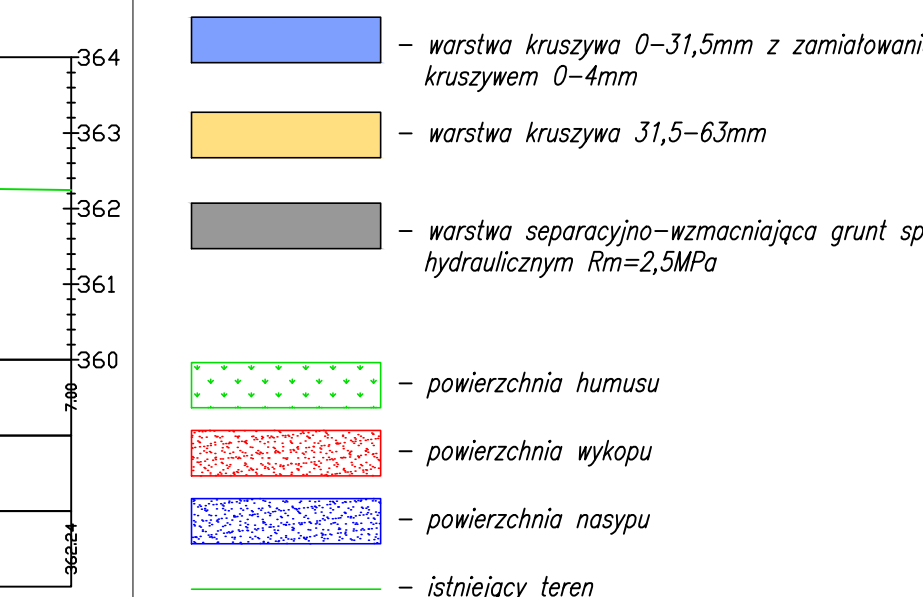 364
363
362
361
360
7.00
362.24
– warstwa kruszywa 0–31,5mm z
kruszywem 0–4mm
– warstwa kruszywa 31,5–63mm
– warstwa separacyjno–wzmacniająca grunt
hydraulicznym Rm=2,5MPa
– powierzchnia humusu
– powierzchnia wykopu
– powierzchnia nasypu
– istniejący teren